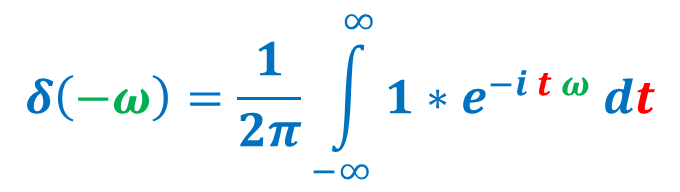 δ(−ω) = 1/2π ∫_{−∞}^{∞} 1 * e^{−i t ω} dt